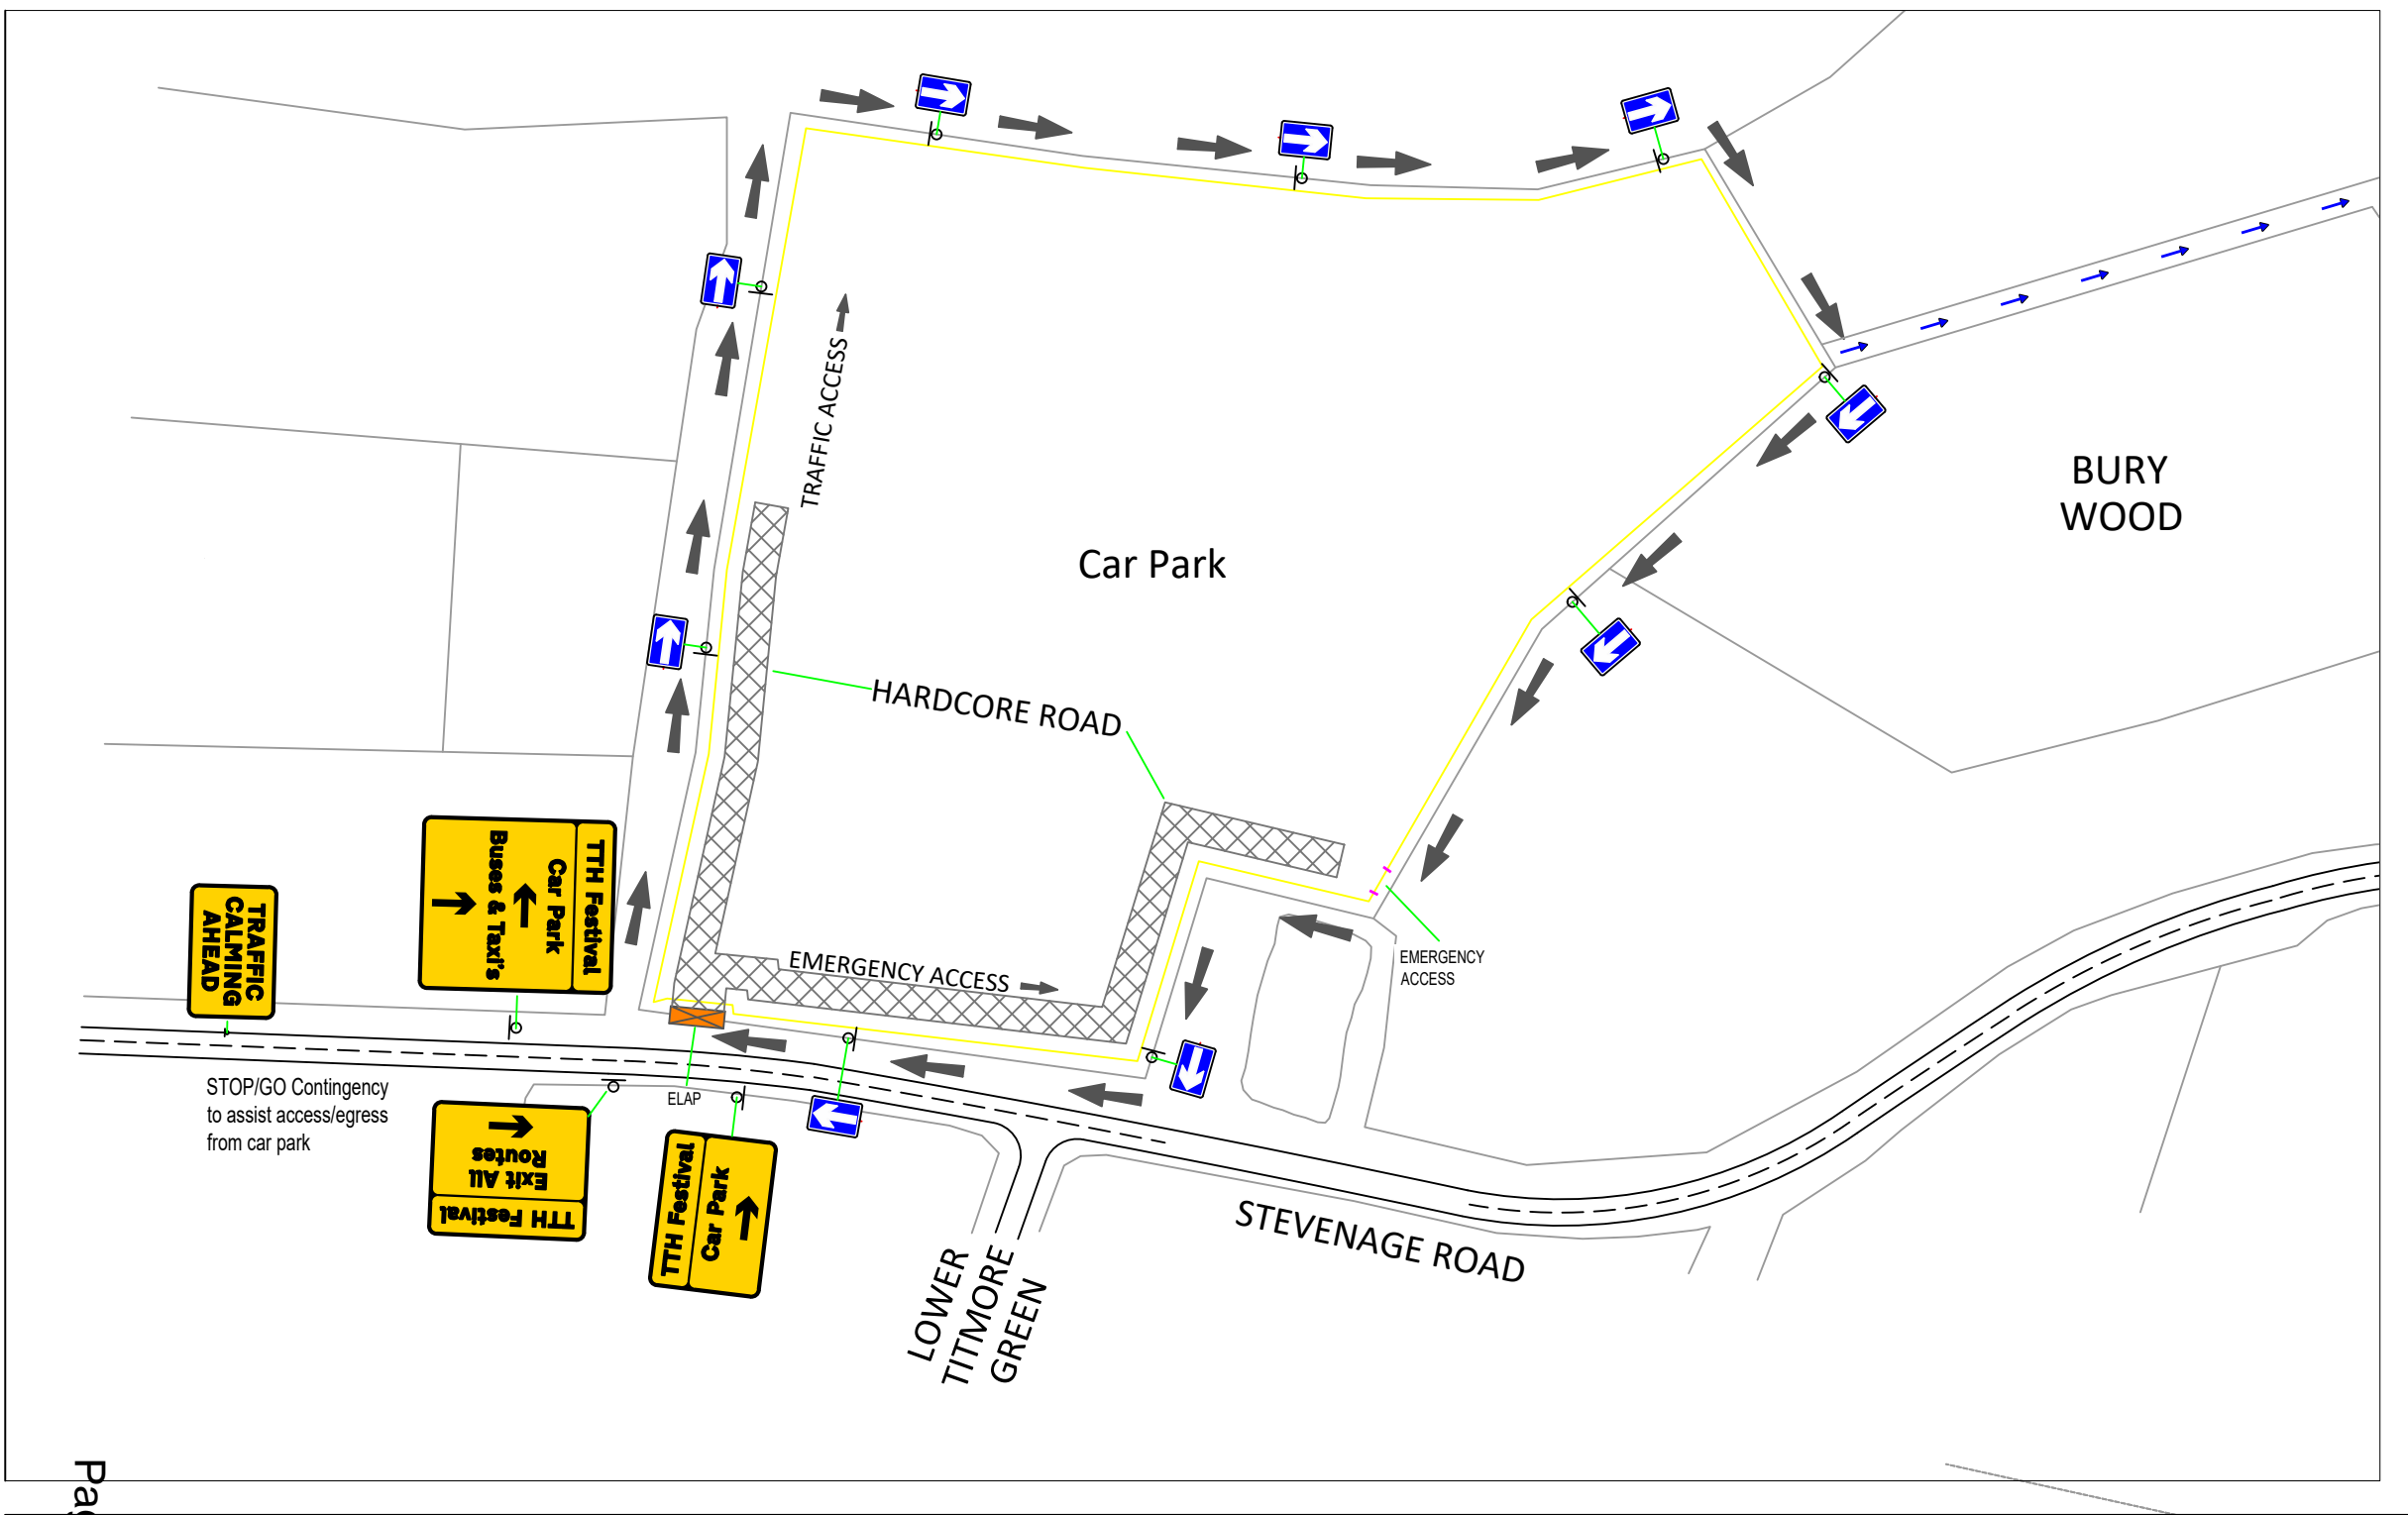 TRAFFIC ACCESS
Car Park
BURY
WOOD
HARDCORE ROAD
TTH Festival
Car Park
Buses & Taxi's
TRAFFIC
CALMING
AHEAD
EMERGENCY ACCESS
EMERGENCY
ACCESS
STOP/GO Contingency
to assist access/egress
from car park
ELAP
TTH Festival
Exit All
Routes
TTH Festival
Car Park
STEVENAGE ROAD
LOWER
TITMORE
GREEN